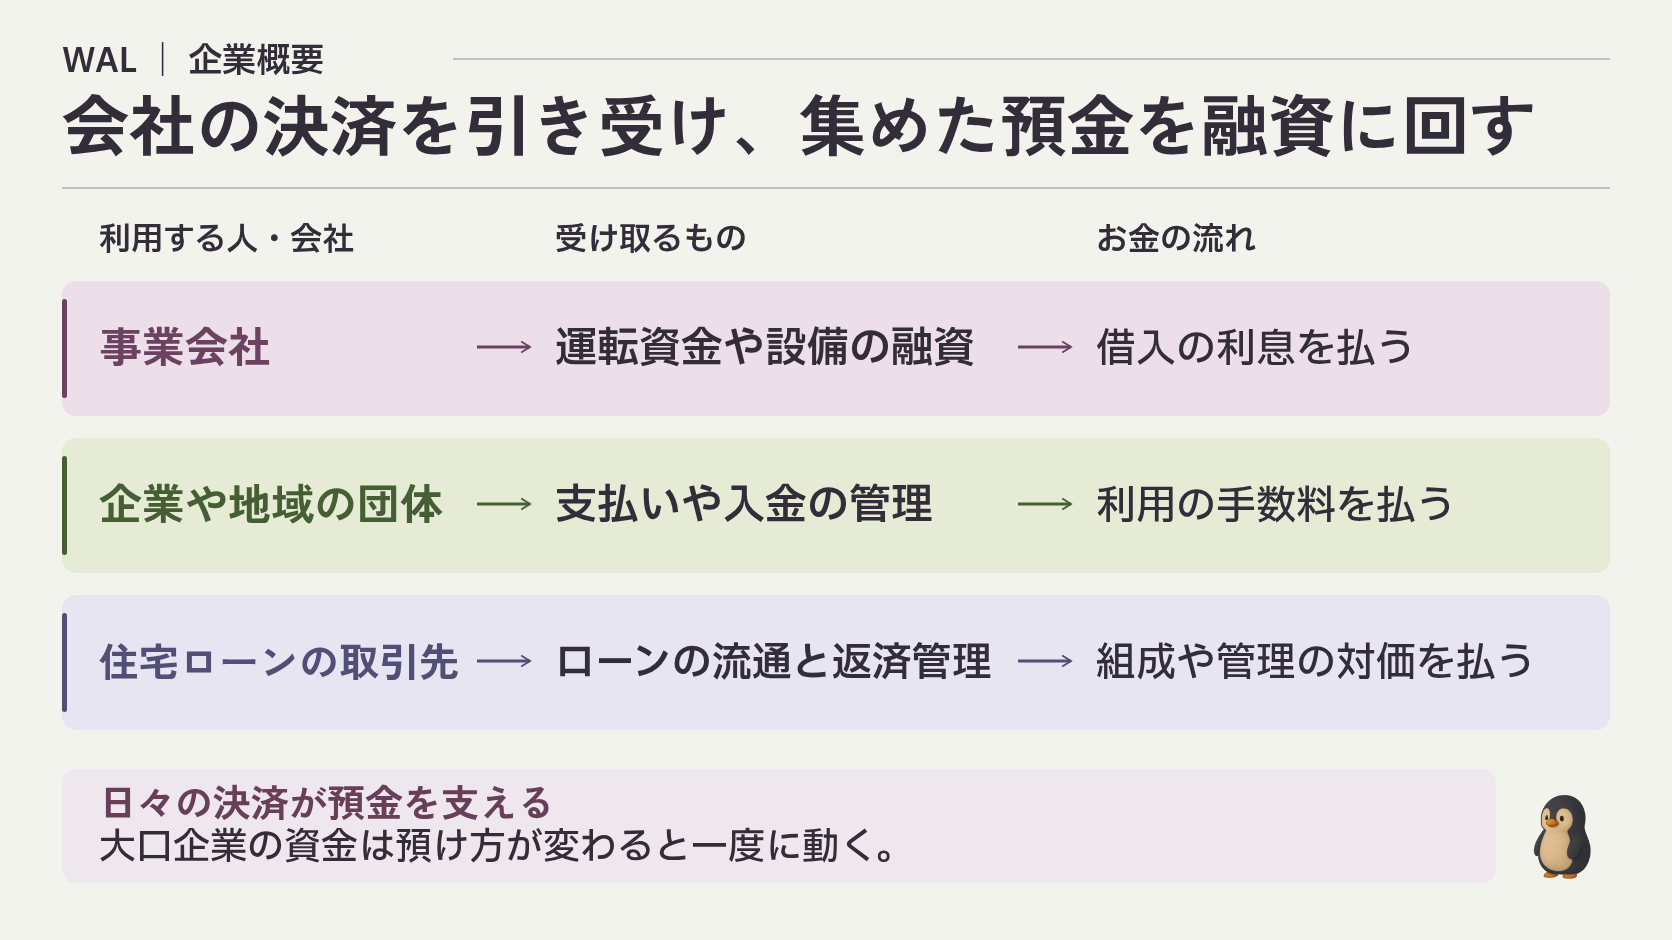 WAL｜企業概要
会社の決済を引き受け、集めた預金を融資に回す
利用する人・会社 受け取るもの お金の流れ
事業会社 → 運転資金や設備の融資 → 借入の利息を払う
企業や地域の団体 → 支払いや入金の管理 → 利用の手数料を払う
住宅ローンの取引先 → ローンの流通と返済管理 → 組成や管理の対価を払う
日々の決済が預金を支える
大口企業の資金は預け方が変わると一度に動く。